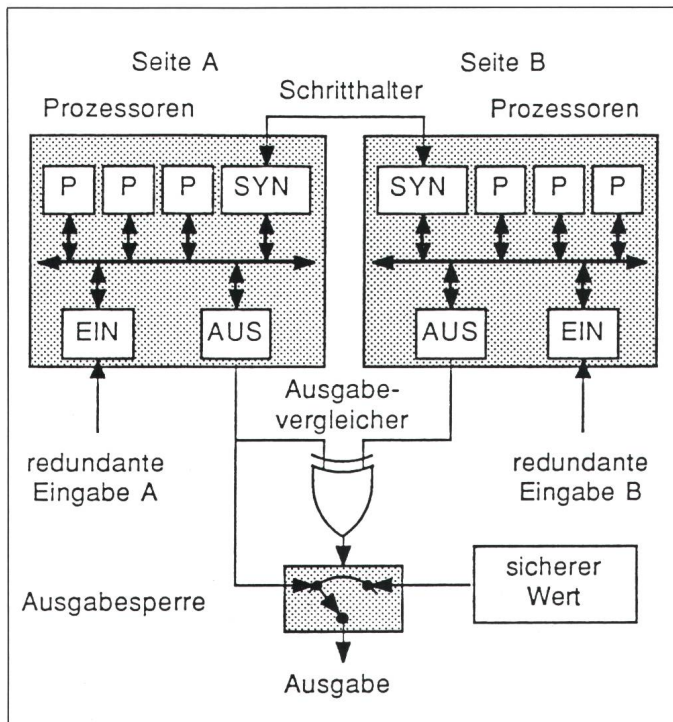 Seite A
Seite B
Schritthalter
Prozessoren
Prozessoren
P P P SYN
SYN P P P
EIN AUS
AUS EIN
Ausgabe-
vergleicher
redundante
Eingabe A
redundante
Eingabe B
sicherer
Wert
Ausgabesperre
Ausgabe